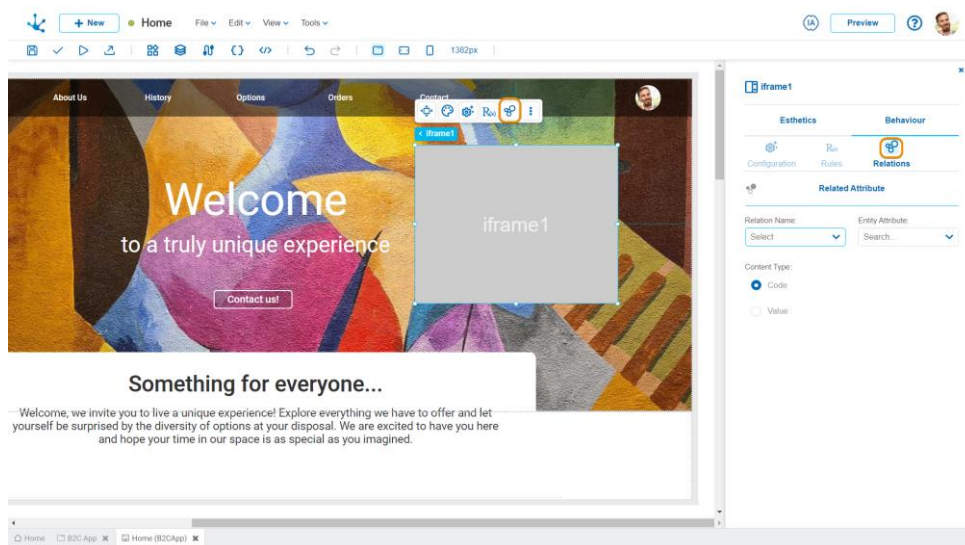 + New
Home
File
Edit
View
Tools
IA
Preview
?
1382px
About Us
History
Options
Orders
Contact
R(x)
< iframe1
iframe1
Welcome
to a truly unique experience
Contact us!
Something for everyone...
Welcome, we invite you to live a unique experience! Explore everything we have to offer and let
yourself be surprised by the diversity of options at your disposal. We are excited to have you here
and hope your time in our space is as special as you imagined.
iframe1
Esthetics
Behaviour
R(x)
Configuration
Rules
Relations
Related Attribute
Relation Name:
Entity Attribute:
Select
Search...
Content Type:
Code
Value
Home
B2C App
Home (B2CApp)